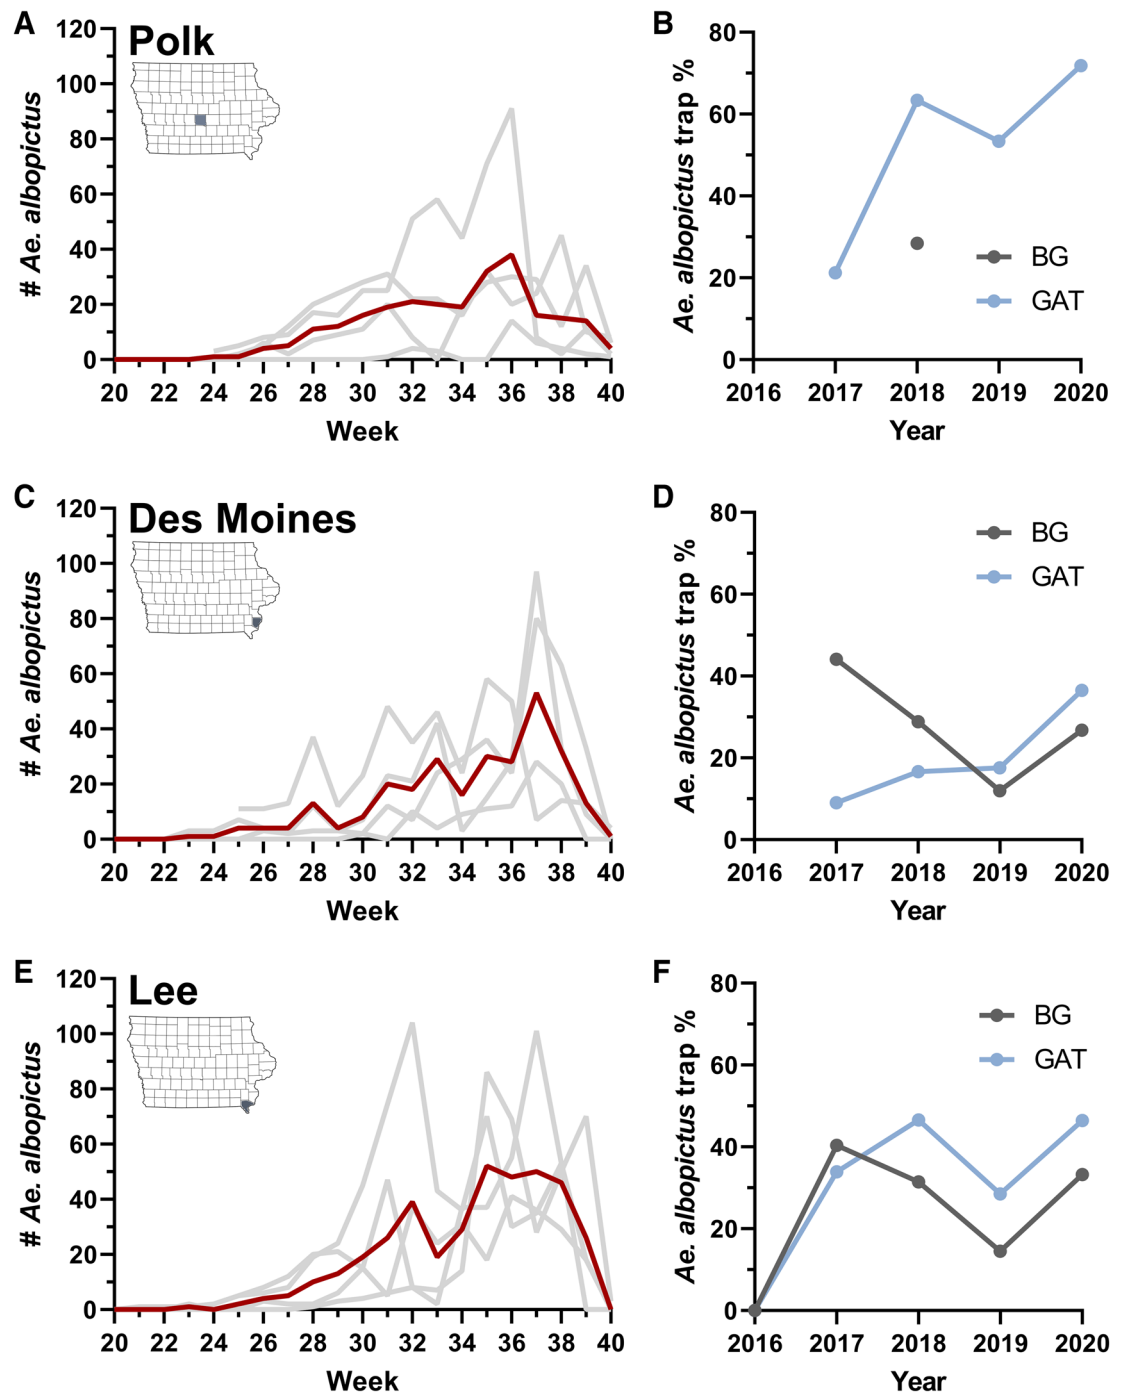 A
Polk
# Ae. albopictus
120
100
80
60
40
20
0
20 22 24 26 28 30 32 34 36 38 40
Week
B
Ae. albopictus trap %
80
60
40
20
0
BG
GAT
2016 2017 2018 2019 2020
Year
C
Des Moines
# Ae. albopictus
120
100
80
60
40
20
0
20 22 24 26 28 30 32 34 36 38 40
Week
D
Ae. albopictus trap %
80
60
40
20
0
BG
GAT
2016 2017 2018 2019 2020
Year
E
Lee
# Ae. albopictus
120
100
80
60
40
20
0
20 22 24 26 28 30 32 34 36 38 40
Week
F
Ae. albopictus trap %
80
60
40
20
0
BG
GAT
2016 2017 2018 2019 2020
Year